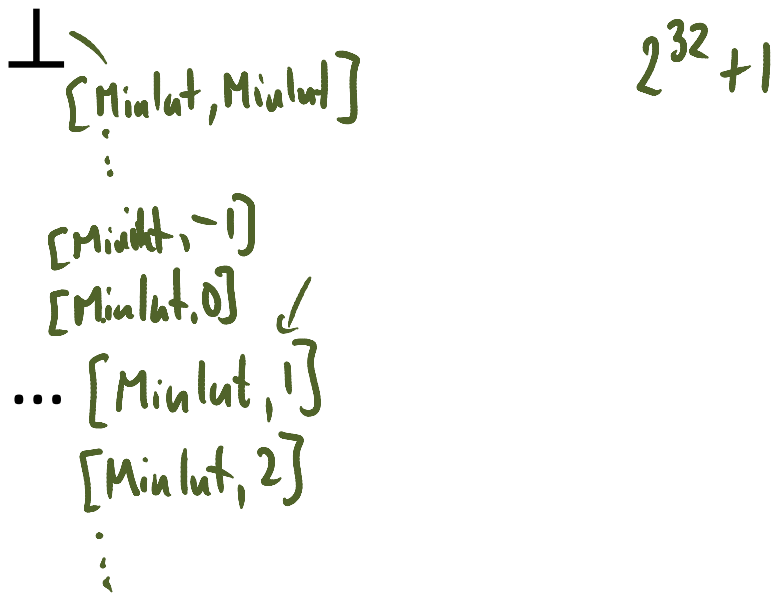 ⊥
[MinInt, MinInt]
2^32 + 1
⋮
[MinInt, -1]
[MinInt, 0]
... [MinInt, 1]
[MinInt, 2]
⋮